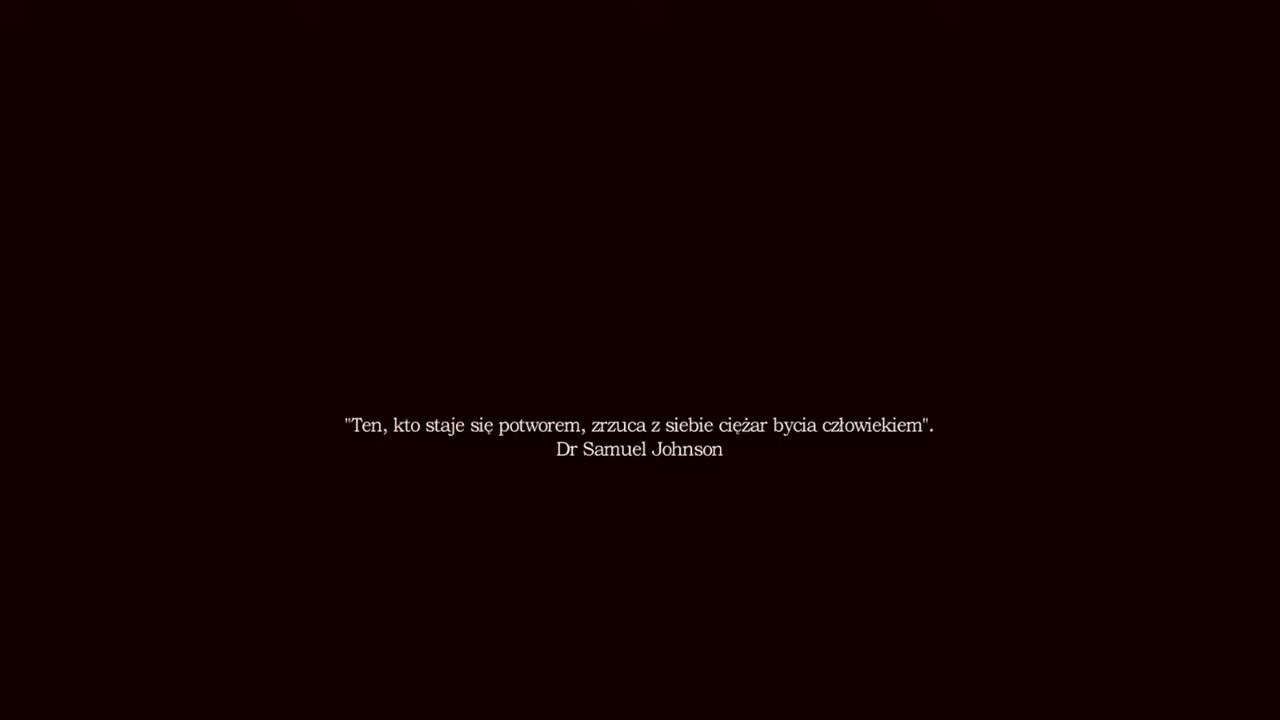 "Ten, kto staje się potworem, zrzuca z siebie ciężar bycia człowiekiem".
Dr Samuel Johnson